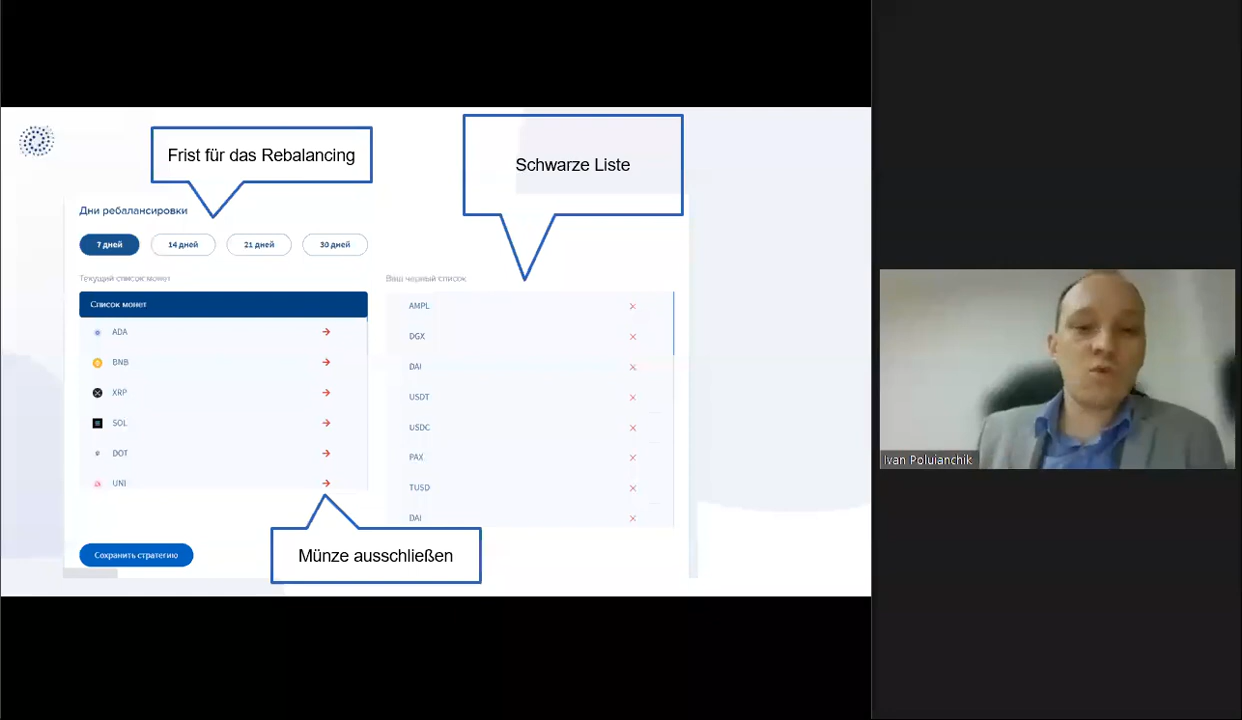 Frist für das Rebalancing
Schwarze Liste
Дни ребалансировки
7 дней
14 дней
21 дней
30 дней
Текущий список монет
Список монет
ADA
BNB
XRP
SOL
DOT
UNI
Ваш черный список
AMPL
DGX
DAI
USDT
USDC
PAX
TUSD
DAI
Münze ausschließen
Сохранить стратегию
Ivan Poluianchik